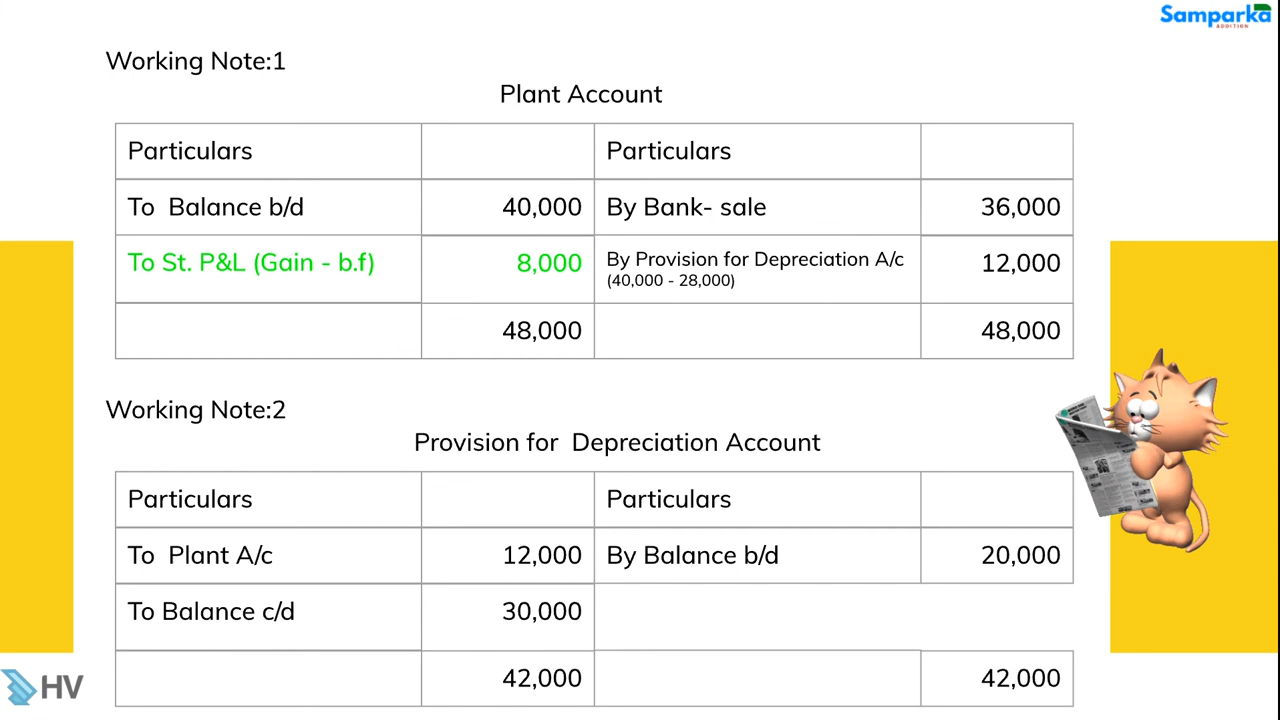 Samparka
ADDITION
Working Note:1
Plant Account
Particulars Particulars
To Balance b/d 40,000 By Bank- sale 36,000
To St. P&L (Gain - b.f) 8,000 By Provision for Depreciation A/c 12,000
(40,000 - 28,000)
48,000 48,000
Working Note:2
Provision for Depreciation Account
Particulars Particulars
To Plant A/c 12,000 By Balance b/d 20,000
To Balance c/d 30,000
42,000 42,000
HV